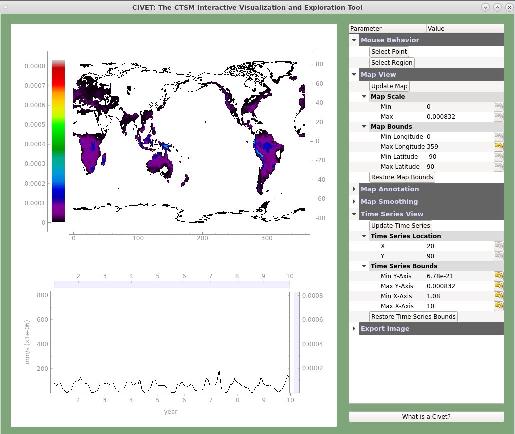 CIVET: The CTSM Interactive Visualization and Exploration Tool
Parameter Value
Mouse Behavior
Select Point
Select Region
Map View
Update Map
Map Scale
Min 0
Max 0.000832
Map Bounds
Min Longitude 0
Max Longitude 359
Min Latitude -90
Max Latitude 90
Restore Map Bounds
Map Annotation
Map Smoothing
Time Series View
Update Time Series
Time Series Location
X 20
Y 90
Time Series Bounds
Min Y-Axis 6.78e-21
Max Y-Axis 0.000832
Min X-Axis 1.08
Max X-Axis 10
Restore Time Series Bounds
Export Image
What is a Civet?
0.0008
0.0007
0.0006
0.0005
0.0004
0.0003
0.0002
0.0001
0
80
60
40
20
0
-20
-40
-60
-80
0 100 200 300
2 4 6 8 10
800
600
400
200
0.0008
0.0006
0.0004
0.0002
2 3 4 5 6 7 8 9 10
year